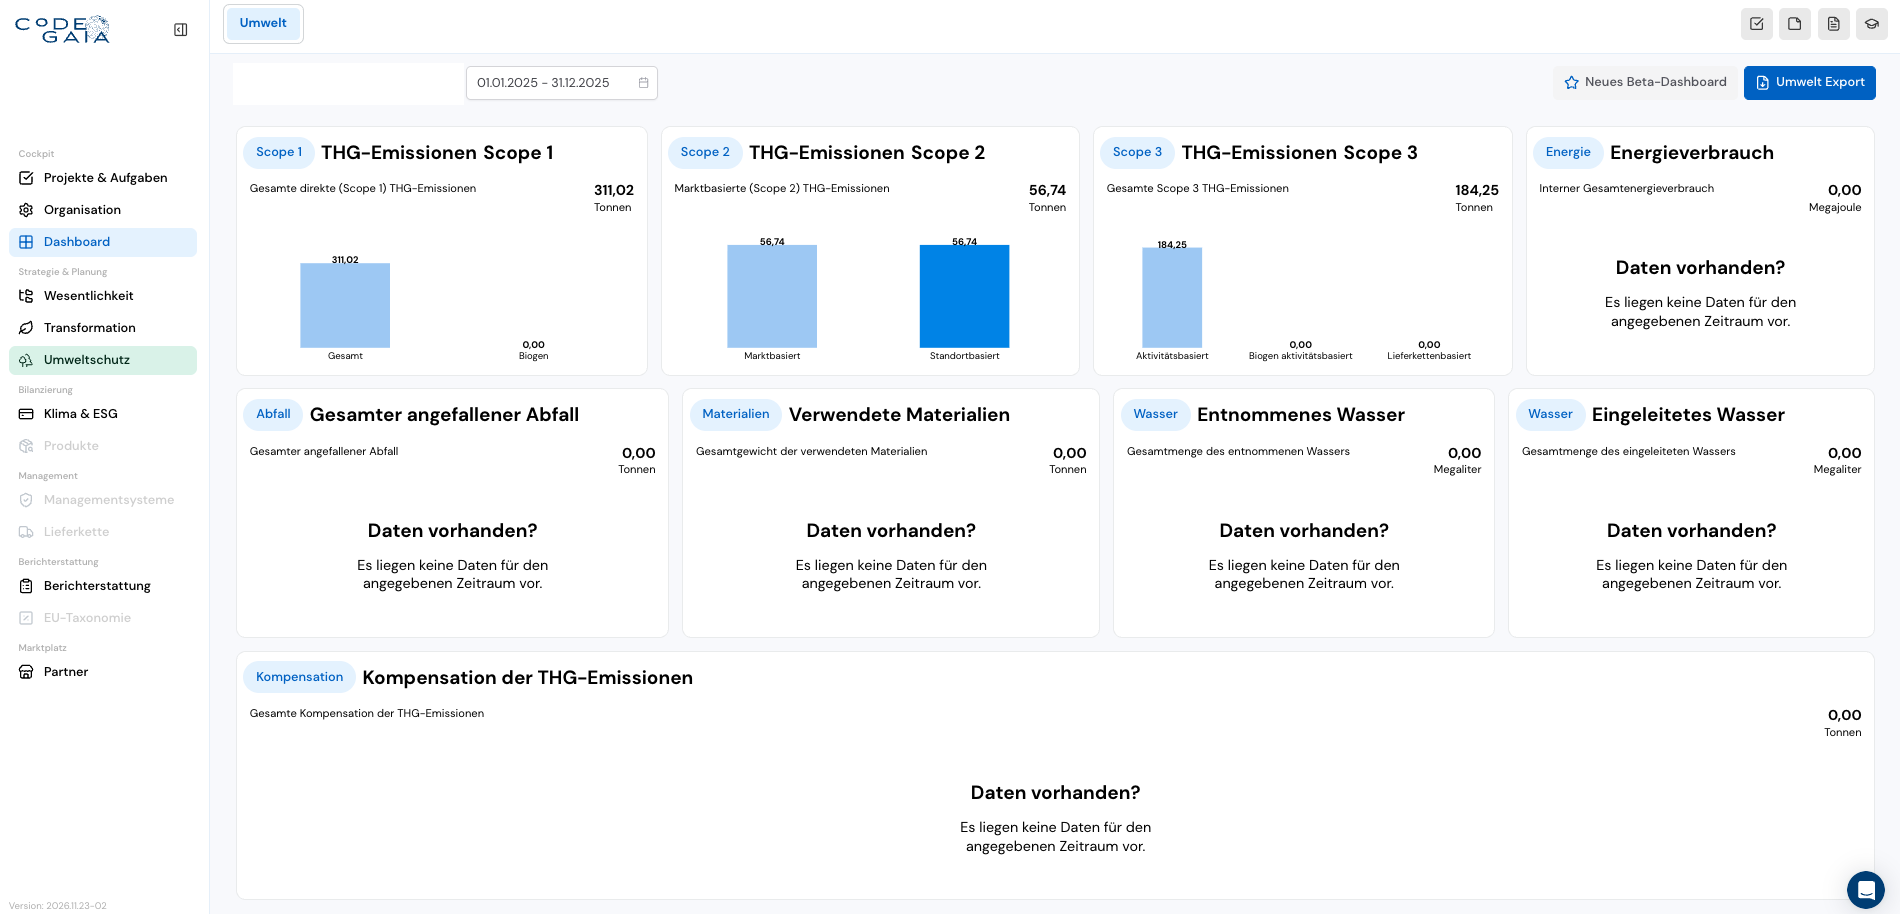 CODE
GAIA
Umwelt
01.01.2025 - 31.12.2025
Neues Beta-Dashboard
Umwelt Export
Cockpit
Projekte & Aufgaben
Organisation
Dashboard
Strategie & Planung
Wesentlichkeit
Transformation
Umweltschutz
Bilanzierung
Klima & ESG
Produkte
Management
Managementsysteme
Lieferkette
Berichterstattung
Berichterstattung
EU-Taxonomie
Marktplatz
Partner
Version: 2026.11.23-02
Scope 1 THG-Emissionen Scope 1
Gesamte direkte (Scope 1) THG-Emissionen 311,02
Tonnen
311,02
0,00
Gesamt Biogen
Scope 2 THG-Emissionen Scope 2
Marktbasierte (Scope 2) THG-Emissionen 56,74
Tonnen
56,74 56,74
Marktbasiert Standortbasiert
Scope 3 THG-Emissionen Scope 3
Gesamte Scope 3 THG-Emissionen 184,25
Tonnen
184,25
0,00 0,00
Aktivitätsbasiert Biogen aktivitätsbasiert Lieferkettenbasiert
Energie Energieverbrauch
Interner Gesamtenergieverbrauch 0,00
Megajoule
Daten vorhanden?
Es liegen keine Daten für den
angegebenen Zeitraum vor.
Abfall Gesamter angefallener Abfall
Gesamter angefallener Abfall 0,00
Tonnen
Daten vorhanden?
Es liegen keine Daten für den
angegebenen Zeitraum vor.
Materialien Verwendete Materialien
Gesamtgewicht der verwendeten Materialien 0,00
Tonnen
Daten vorhanden?
Es liegen keine Daten für den
angegebenen Zeitraum vor.
Wasser Entnommenes Wasser
Gesamtmenge des entnommenen Wassers 0,00
Megaliter
Daten vorhanden?
Es liegen keine Daten für den
angegebenen Zeitraum vor.
Wasser Eingeleitetes Wasser
Gesamtmenge des eingeleiteten Wassers 0,00
Megaliter
Daten vorhanden?
Es liegen keine Daten für den
angegebenen Zeitraum vor.
Kompensation Kompensation der THG-Emissionen
Gesamte Kompensation der THG-Emissionen 0,00
Tonnen
Daten vorhanden?
Es liegen keine Daten für den
angegebenen Zeitraum vor.